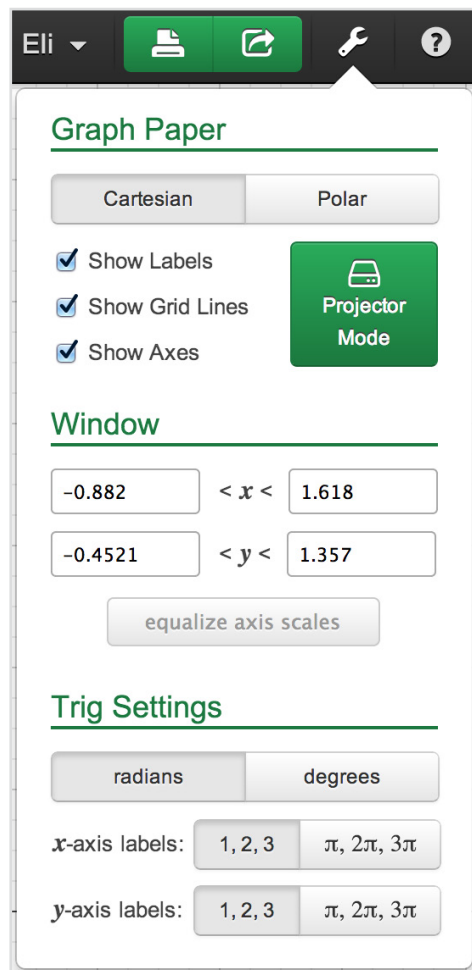 Eli
?
Graph Paper
Cartesian Polar
Show Labels
Show Grid Lines
Show Axes
Projector
Mode
Window
-0.882 < x < 1.618
-0.4521 < y < 1.357
equalize axis scales
Trig Settings
radians degrees
x-axis labels: 1, 2, 3 π, 2π, 3π
y-axis labels: 1, 2, 3 π, 2π, 3π